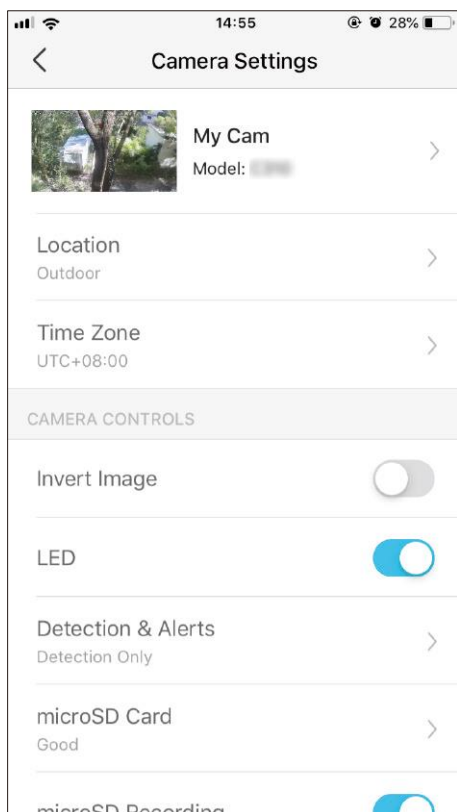 14:55
28%
Camera Settings
My Cam
Model:
Location
Outdoor
Time Zone
UTC+08:00
CAMERA CONTROLS
Invert Image
LED
Detection & Alerts
Detection Only
microSD Card
Good
microSD Recording